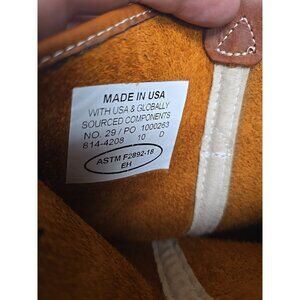 MADE IN USA
WITH USA & GLOBALLY
SOURCED COMPONENTS
NO. 29 / PO 1000263
814-4208 10 D
ASTM F2892-18
EH